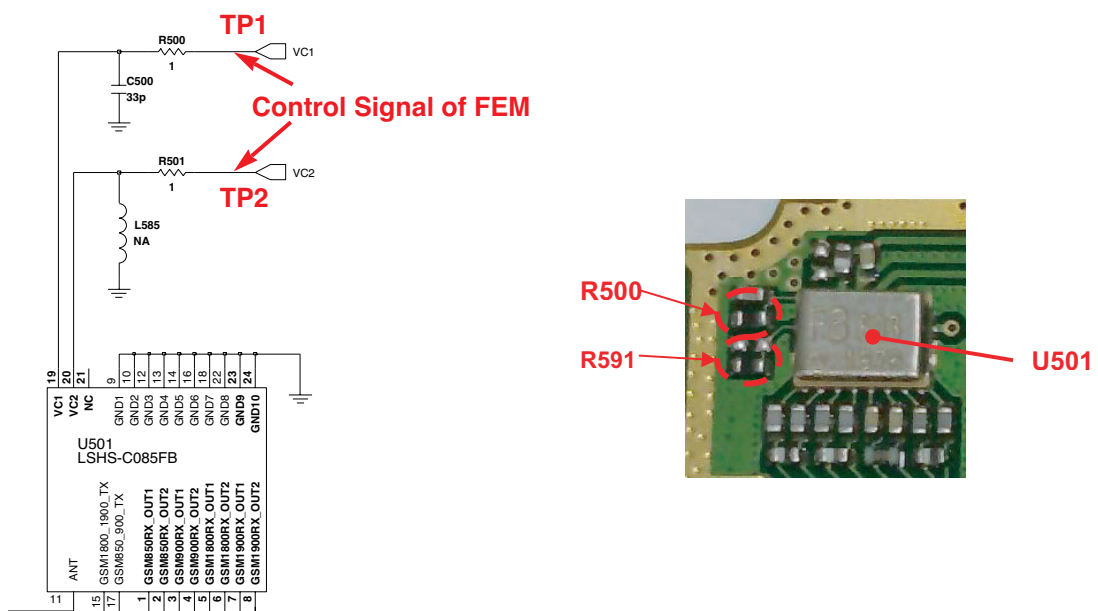 TP1
R500
1
VC1
C500
33p
Control Signal of FEM
R501
1
VC2
TP2
L585
NA
R500
R591
U501
19 20 21 9 10 12 13 14 16 18 22 23 24
VC1 VC2 NC GND1 GND2 GND3 GND4 GND5 GND6 GND7 GND8 GND9 GND10
U501
LSHS-C085FB
ANT GSM1800_1900_TX GSM850_900_TX GSM850RX_OUT1 GSM850RX_OUT2 GSM900RX_OUT1 GSM900RX_OUT2 GSM1800RX_OUT1 GSM1800RX_OUT2 GSM1900RX_OUT1 GSM1900RX_OUT2
11 15 17 1 2 3 4 5 6 7 8